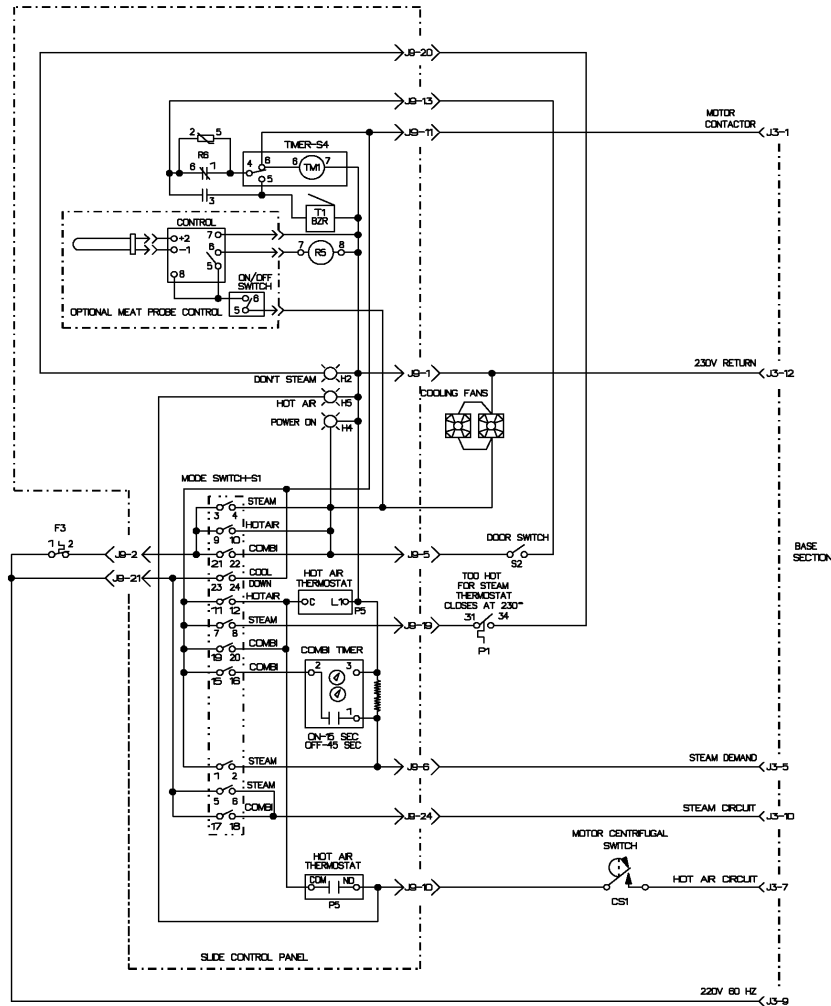 J9-20
J9-13
MOTOR
CONTACTOR
J9-11
J3-1
2 5
R6
TIMER-S4
6 7
4 6 6 TM1 7
5
3
T1
BZR
CONTROL
+2
-1
7
6
5
8
7 R5 8
ON/OFF
SWITCH
6
5
OPTIONAL MEAT PROBE CONTROL
230V RETURN
DON'T STEAM H2
J9-1
J3-12
HOT AIR H5
COOLING FANS
POWER ON H4
MODE SWITCH-S1
STEAM
3 4
F3
1 2
HOTAIR
9 10
DOOR SWITCH
J9-2
COMBI
21 22
J9-5
S2
BASE
SECTION
J9-21
COOL
DOWN
23 24
HOT AIR
THERMOSTAT
C L1
P5
TOO HOT
FOR STEAM
THERMOSTAT
CLOSES AT 230°
HOTAIR
11 12
STEAM
7 8
J9-19
31 34
P1
COMBI
19 20
COMBI TIMER
COMBI
15 16
2 3
1
ON-15 SEC
OFF-45 SEC
STEAM
1 2
J9-6
STEAM DEMAND
J3-5
STEAM
5 6
COMBI
17 18
J9-24
STEAM CIRCUIT
J3-10
MOTOR CENTRIFUGAL
SWITCH
HOT AIR
THERMOSTAT
COM NO
P5
J9-10
CS1
HOT AIR CIRCUIT
J3-7
SLIDE CONTROL PANEL
220V 60 HZ
J3-9